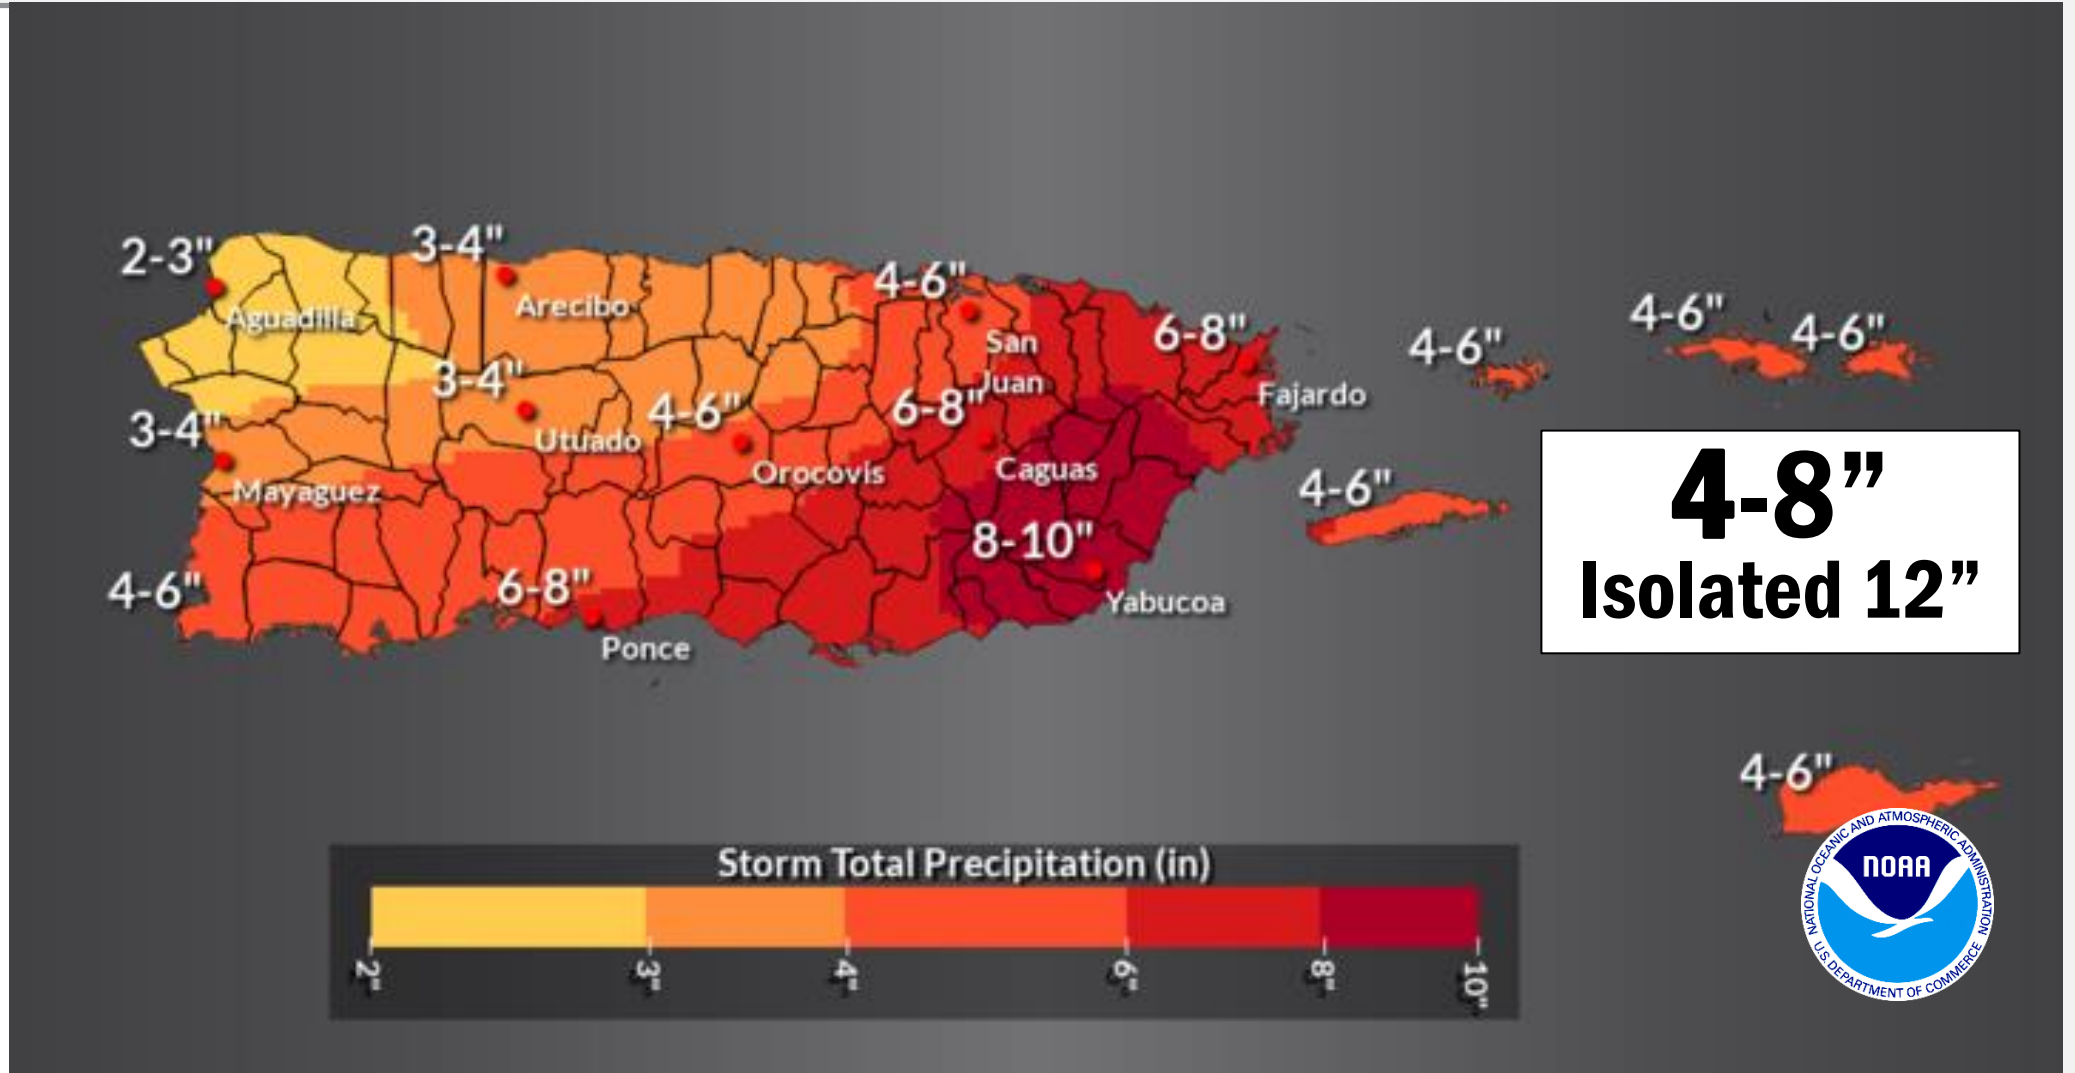 2-3"
Aguadilla
3-4"
Arecibo
4-6"
San
Juan
6-8"
Fajardo
4-6"
4-6"
4-6"
3-4"
Mayaguez
3-4"
Utuado
4-6"
Orocovis
6-8"
Caguas
4-6"
4-8”
Isolated 12”
8-10"
Yabucoa
4-6"
6-8"
Ponce
4-6"
Storm Total Precipitation (in)
2"
3"
4"
6"
8"
10"
NATIONAL OCEANIC AND ATMOSPHERIC ADMINISTRATION
NOAA
U.S. DEPARTMENT OF COMMERCE